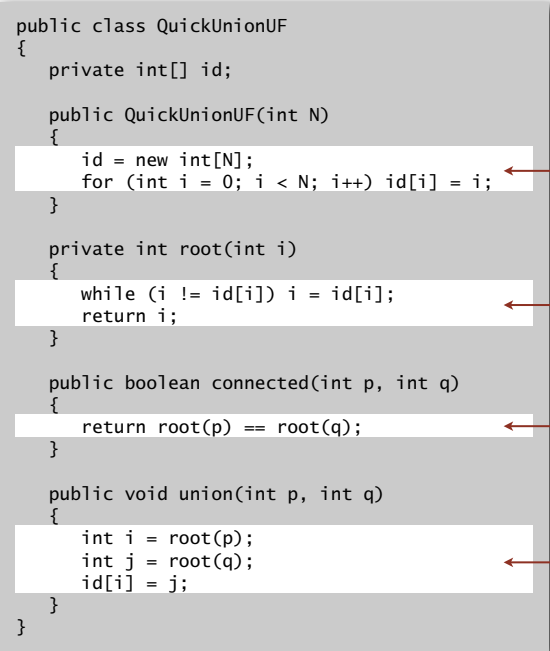 public class QuickUnionUF
{
   private int[] id;

   public QuickUnionUF(int N)
   {
      id = new int[N];
      for (int i = 0; i < N; i++) id[i] = i;
   }

   private int root(int i)
   {
      while (i != id[i]) i = id[i];
      return i;
   }

   public boolean connected(int p, int q)
   {
      return root(p) == root(q);
   }

   public void union(int p, int q)
   {
      int i = root(p);
      int j = root(q);
      id[i] = j;
   }
}